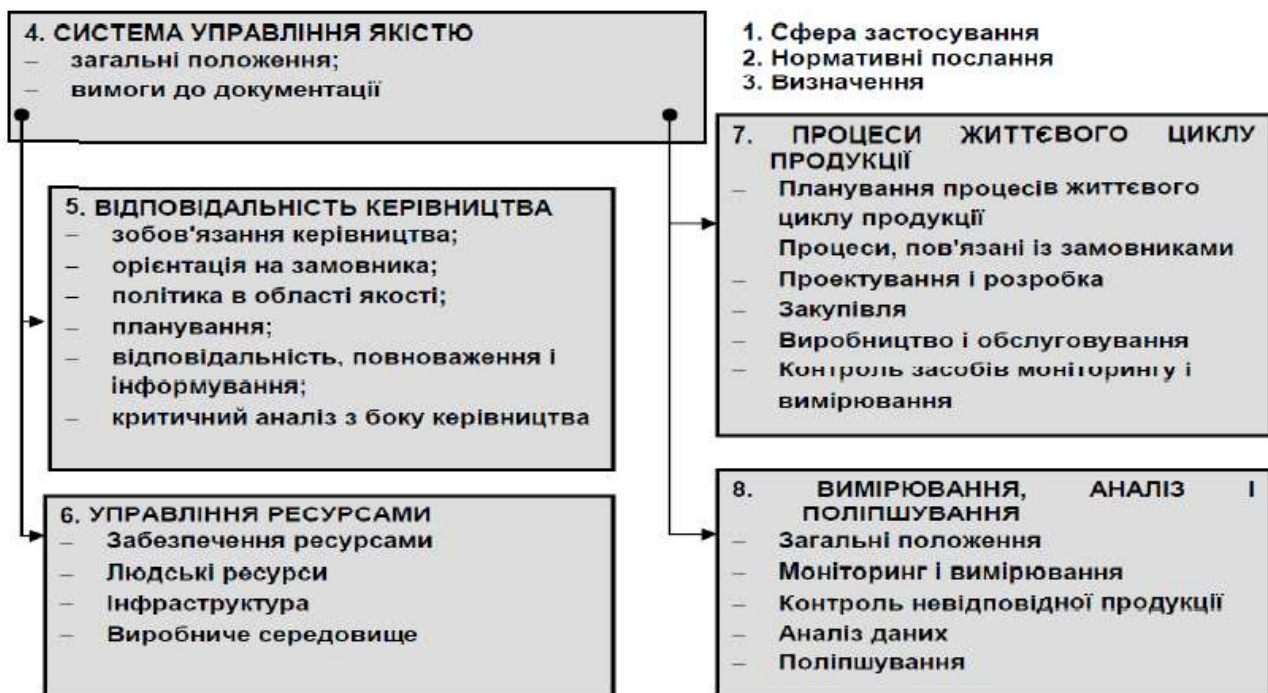 4. СИСТЕМА УПРАВЛІННЯ ЯКІСТЮ
– загальні положення;
– вимоги до документації
1. Сфера застосування
2. Нормативні послання
3. Визначення
5. ВІДПОВІДАЛЬНІСТЬ КЕРІВНИЦТВА
– зобов'язання керівництва;
– орієнтація на замовника;
– політика в області якості;
– планування;
– відповідальність, повноваження і
інформування;
– критичний аналіз з боку керівництва
6. УПРАВЛІННЯ РЕСУРСАМИ
– Забезпечення ресурсами
– Людські ресурси
– Інфраструктура
– Виробниче середовище
7. ПРОЦЕСИ ЖИТТЄВОГО ЦИКЛУ
ПРОДУКЦІЇ
– Планування процесів життєвого
циклу продукції
Процеси, пов'язані із замовниками
– Проектування і розробка
– Закупівля
– Виробництво і обслуговування
– Контроль засобів моніторингу і
вимірювання
8. ВИМІРЮВАННЯ, АНАЛІЗ І
ПОЛІПШУВАННЯ
– Загальні положення
– Моніторинг і вимірювання
– Контроль невідповідної продукції
– Аналіз даних
– Поліпшування